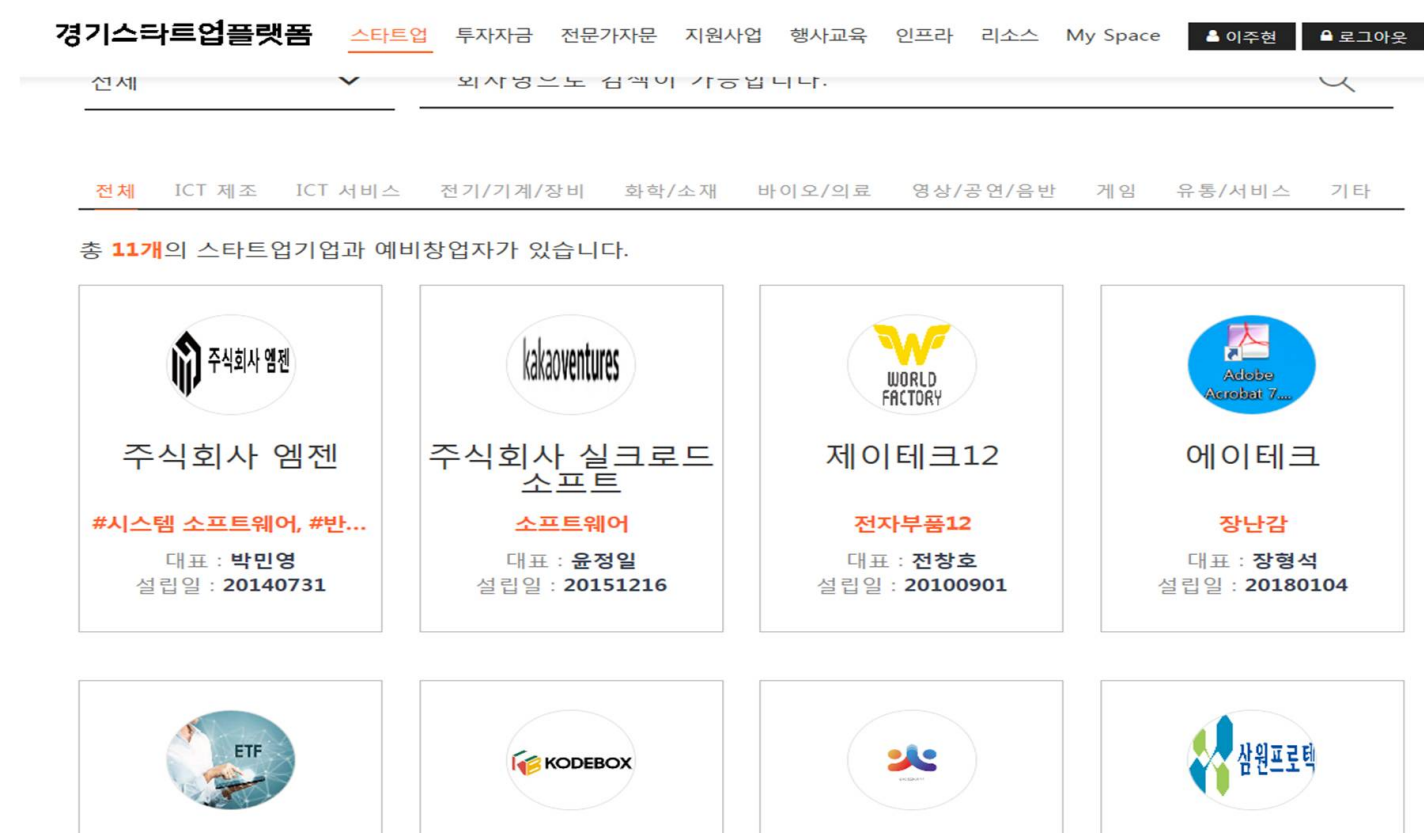 경기스타트업플랫폼 스타트업 투자자금 전문가자문 지원사업 행사교육 인프라 리소스 My Space 이주현 로그아웃
전체 회사명으로 검색이 가능합니다.
전체 ICT 제조 ICT 서비스 전기/기계/장비 화학/소재 바이오/의료 영상/공연/음반 게임 유통/서비스 기타
총 11개의 스타트업기업과 예비창업자가 있습니다.
주식회사 엠젠
주식회사 엠젠
#시스템 소프트웨어, #반...
대표 : 박민영
설립일 : 20140731
kakaoventures
주식회사 실크로드
소프트
소프트웨어
대표 : 윤정일
설립일 : 20151216
WORLD
FACTORY
제이테크12
전자부품12
대표 : 전창호
설립일 : 20100901
Adobe
Acrobat 7....
에이테크
장난감
대표 : 장형석
설립일 : 20180104
ETF
KODEBOX
삼원프로텍